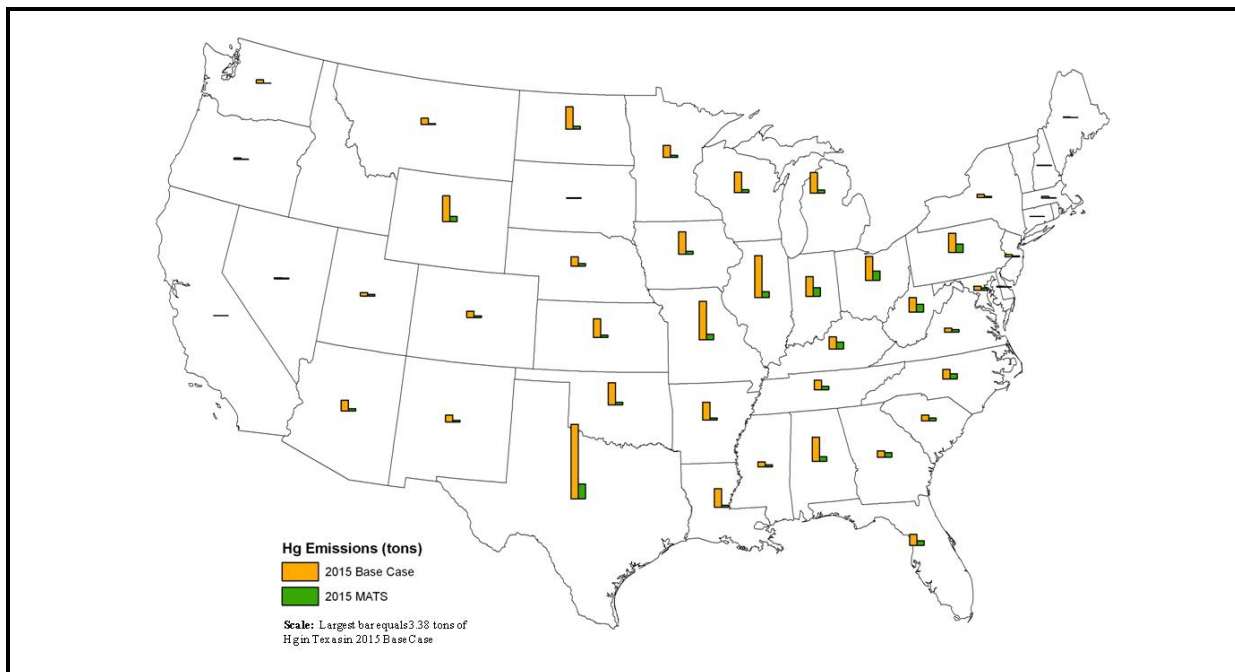 Hg Emissions (tons)
2015 Base Case
2015 MATS
Scale: Largest bar equals 3.38 tons of
Hg in Texas in 2015 Base Case